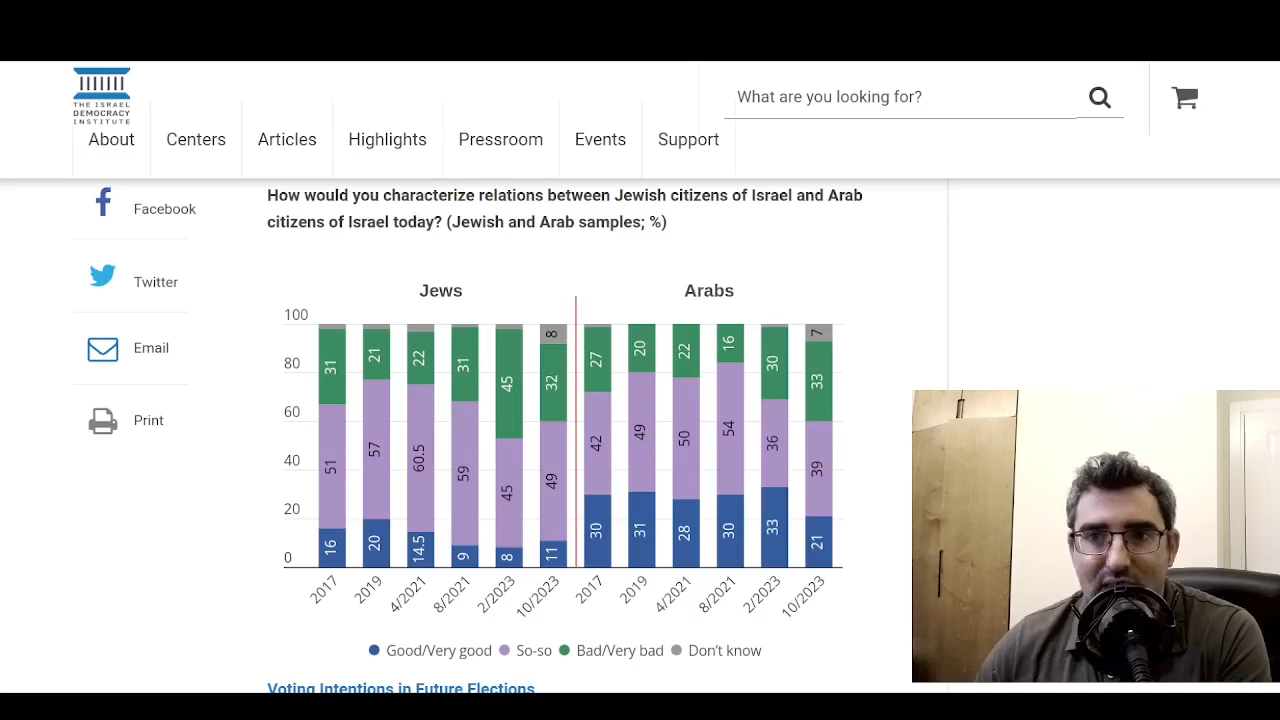 THE ISRAEL
DEMOCRACY
INSTITUTE
What are you looking for?
About
Centers
Articles
Highlights
Pressroom
Events
Support
Facebook
Twitter
Email
Print
How would you characterize relations between Jewish citizens of Israel and Arab
citizens of Israel today? (Jewish and Arab samples; %)
Jews
Arabs
100
80
60
40
20
0
31
51
16
21
57
20
22
60.5
14.5
31
59
9
45
45
8
8
32
49
11
27
42
30
20
49
31
22
50
28
16
54
30
30
36
33
7
33
39
21
2017
2019
4/2021
8/2021
2/2023
10/2023
2017
2019
4/2021
8/2021
2/2023
10/2023
Good/Very good
So-so
Bad/Very bad
Don't know
Voting Intentions in Future Elections